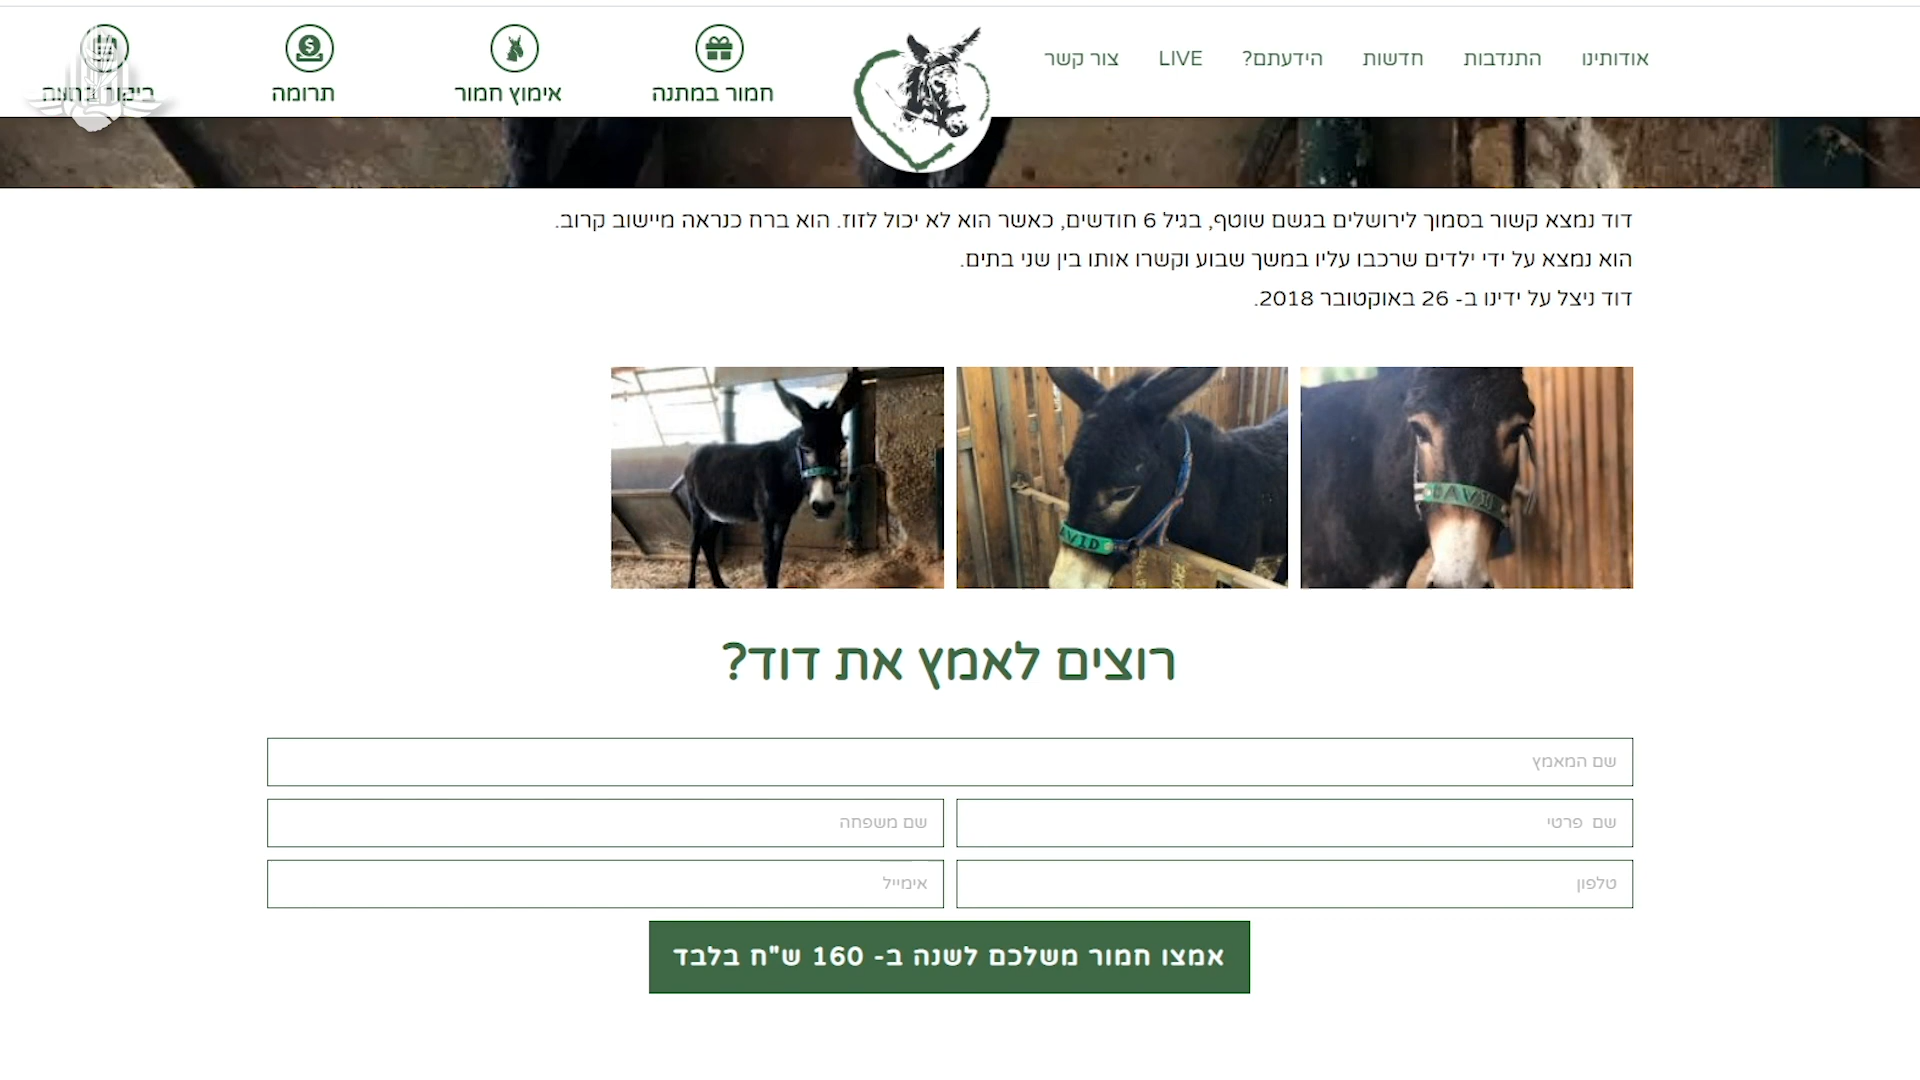 אודותינו
התנדבות
חדשות
הידעתם?
LIVE
צור קשר
חמור במתנה
אימוץ חמור
תרומה
דוד נמצא קשור בסמוך לירושלים בגשם שוטף, בגיל 6 חודשים, כאשר הוא לא יכול לזוז. הוא ברח כנראה מיישוב קרוב.
הוא נמצא על ידי ילדים שרכבו עליו במשך שבוע וקשרו אותו בין שני בתים.
דוד ניצל על ידינו ב- 26 באוקטובר 2018.
DAVID
רוצים לאמץ את דוד?
שם המאמץ
שם פרטי
שם משפחה
טלפון
אימייל
אמצו חמור משלכם לשנה ב- 160 ש"ח בלבד